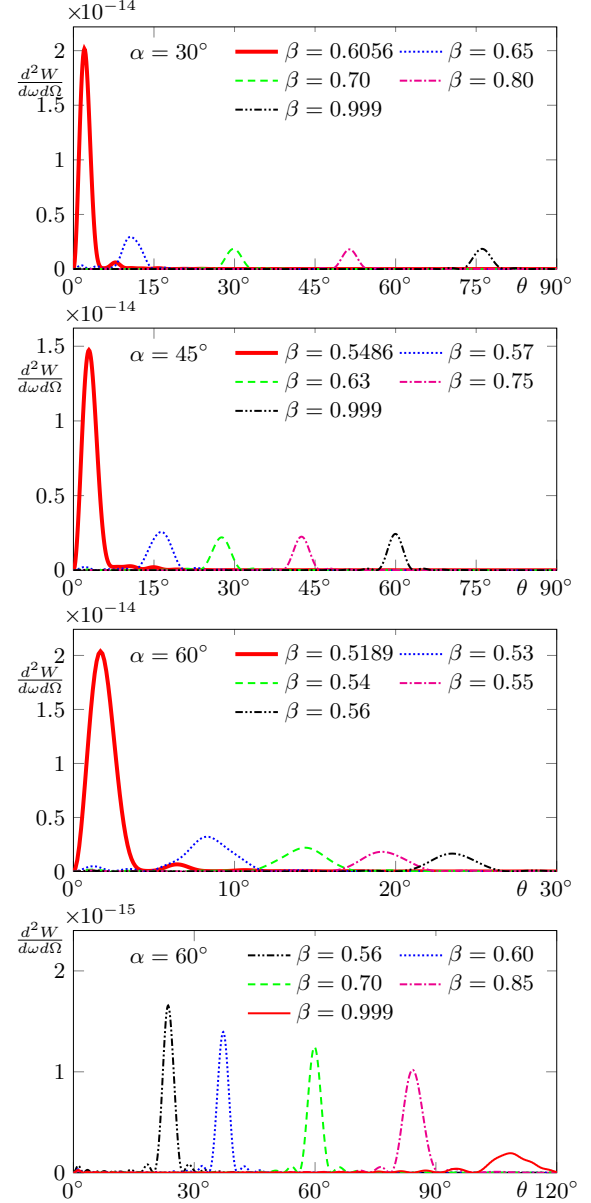 ×10⁻¹⁴
2
α = 30° β = 0.6056 β = 0.65
d²W/dωdΩ β = 0.70 β = 0.80
1.5 β = 0.999
1
0.5
0
0° 15° 30° 45° 60° 75° θ 90°
×10⁻¹⁴
1.5 α = 45° β = 0.5486 β = 0.57
d²W/dωdΩ β = 0.63 β = 0.75
β = 0.999
1
0.5
0
0° 15° 30° 45° 60° 75° θ 90°
×10⁻¹⁴
2 α = 60° β = 0.5189 β = 0.53
d²W/dωdΩ β = 0.54 β = 0.55
1.5 β = 0.56
1
0.5
0
0° 10° 20° θ 30°
×10⁻¹⁵
d²W/dωdΩ α = 60° β = 0.56 β = 0.60
2 β = 0.70 β = 0.85
β = 0.999
1
0
0° 30° 60° 90° θ 120°